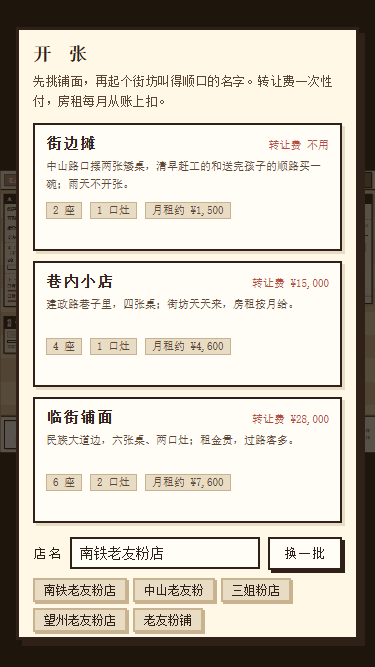 开 张
先挑铺面，再起个街坊叫得顺口的名字。转让费一次性
付，房租每月从账上扣。
街边摊 转让费 不用
中山路口摆两张矮桌，清早赶工的和送完孩子的顺路买一
碗；雨天不开张。
2 座 1 口灶 月租约 ¥1,500
巷内小店 转让费 ¥15,000
建政路巷子里，四张桌；街坊天天来，房租按月给。
4 座 1 口灶 月租约 ¥4,600
临街铺面 转让费 ¥28,000
民族大道边，六张桌、两口灶；租金贵，过路客多。
6 座 2 口灶 月租约 ¥7,600
店名 南铁老友粉店 换一批
南铁老友粉店 中山老友粉 三姐粉店
望州老友粉店 老友粉铺